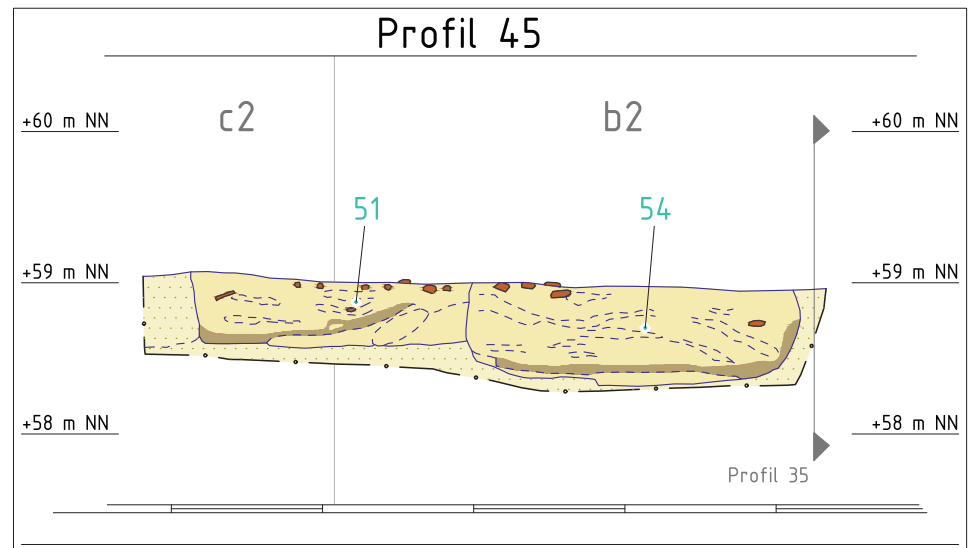 Profil 45
c2 b2
+60 m NN +60 m NN
51 54
+59 m NN +59 m NN
+58 m NN +58 m NN
Profil 35